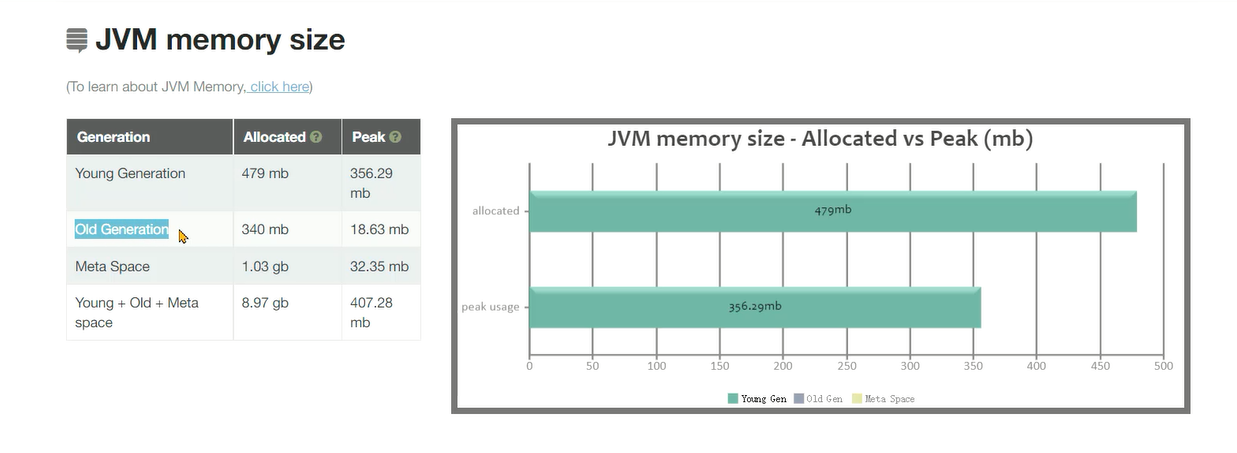 JVM memory size
(To learn about JVM Memory, click here)
Generation Allocated ? Peak ?
Young Generation 479 mb 356.29
mb
Old Generation 340 mb 18.63 mb
Meta Space 1.03 gb 32.35 mb
Young + Old + Meta 8.97 gb 407.28
space mb
JVM memory size - Allocated vs Peak (mb)
allocated 479mb
peak usage 356.29mb
0 50 100 150 200 250 300 350 400 450 500
Young Gen Old Gen Meta Space